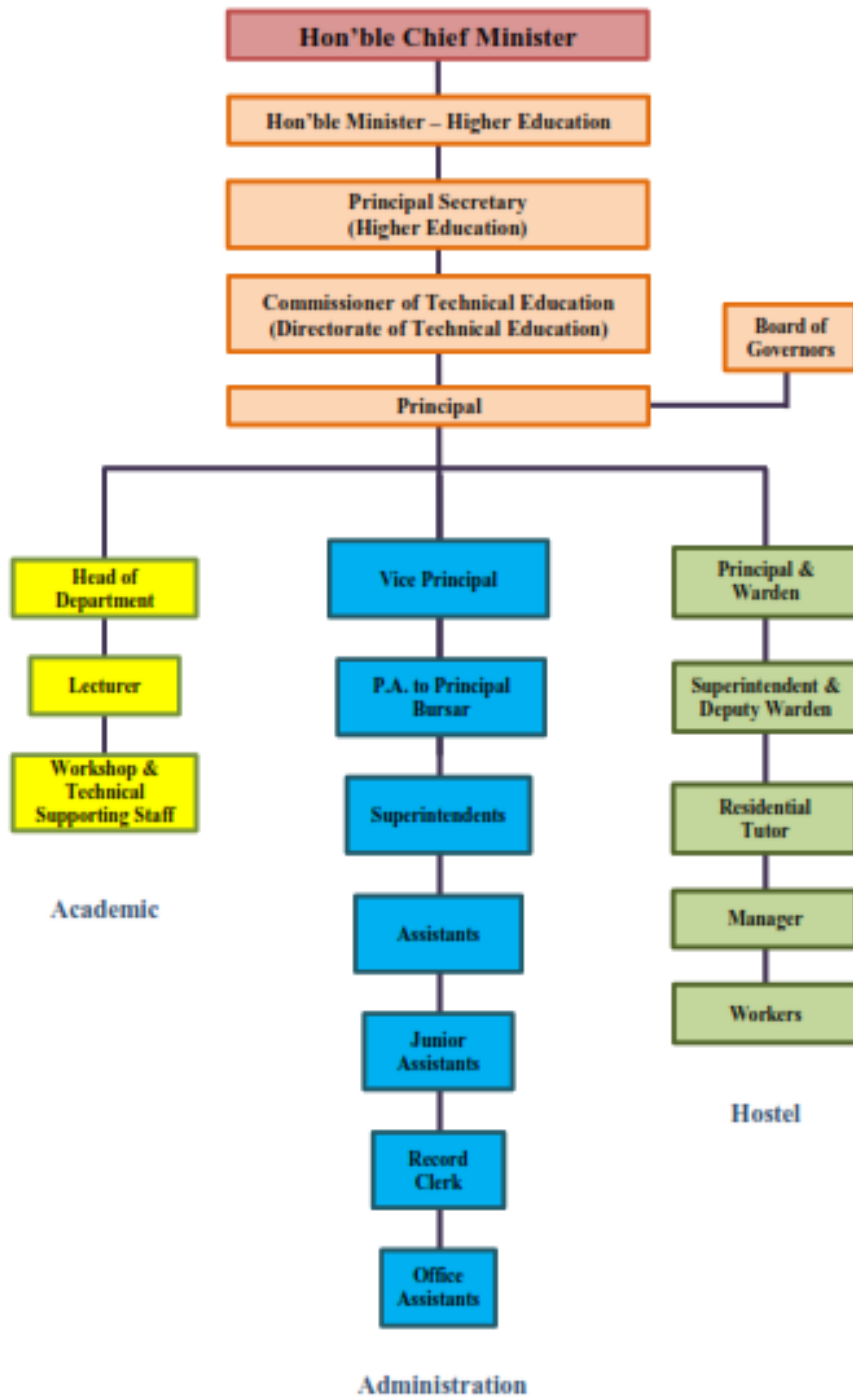 Hon'ble Chief Minister
Hon'ble Minister – Higher Education
Principal Secretary
(Higher Education)
Commissioner of Technical Education
(Directorate of Technical Education)
Board of
Governors
Principal
Head of
Department
Lecturer
Workshop &
Technical
Supporting Staff
Academic
Vice Principal
P.A. to Principal
Bursar
Superintendents
Assistants
Junior
Assistants
Record
Clerk
Office
Assistants
Administration
Principal &
Warden
Superintendent &
Deputy Warden
Residential
Tutor
Manager
Workers
Hostel